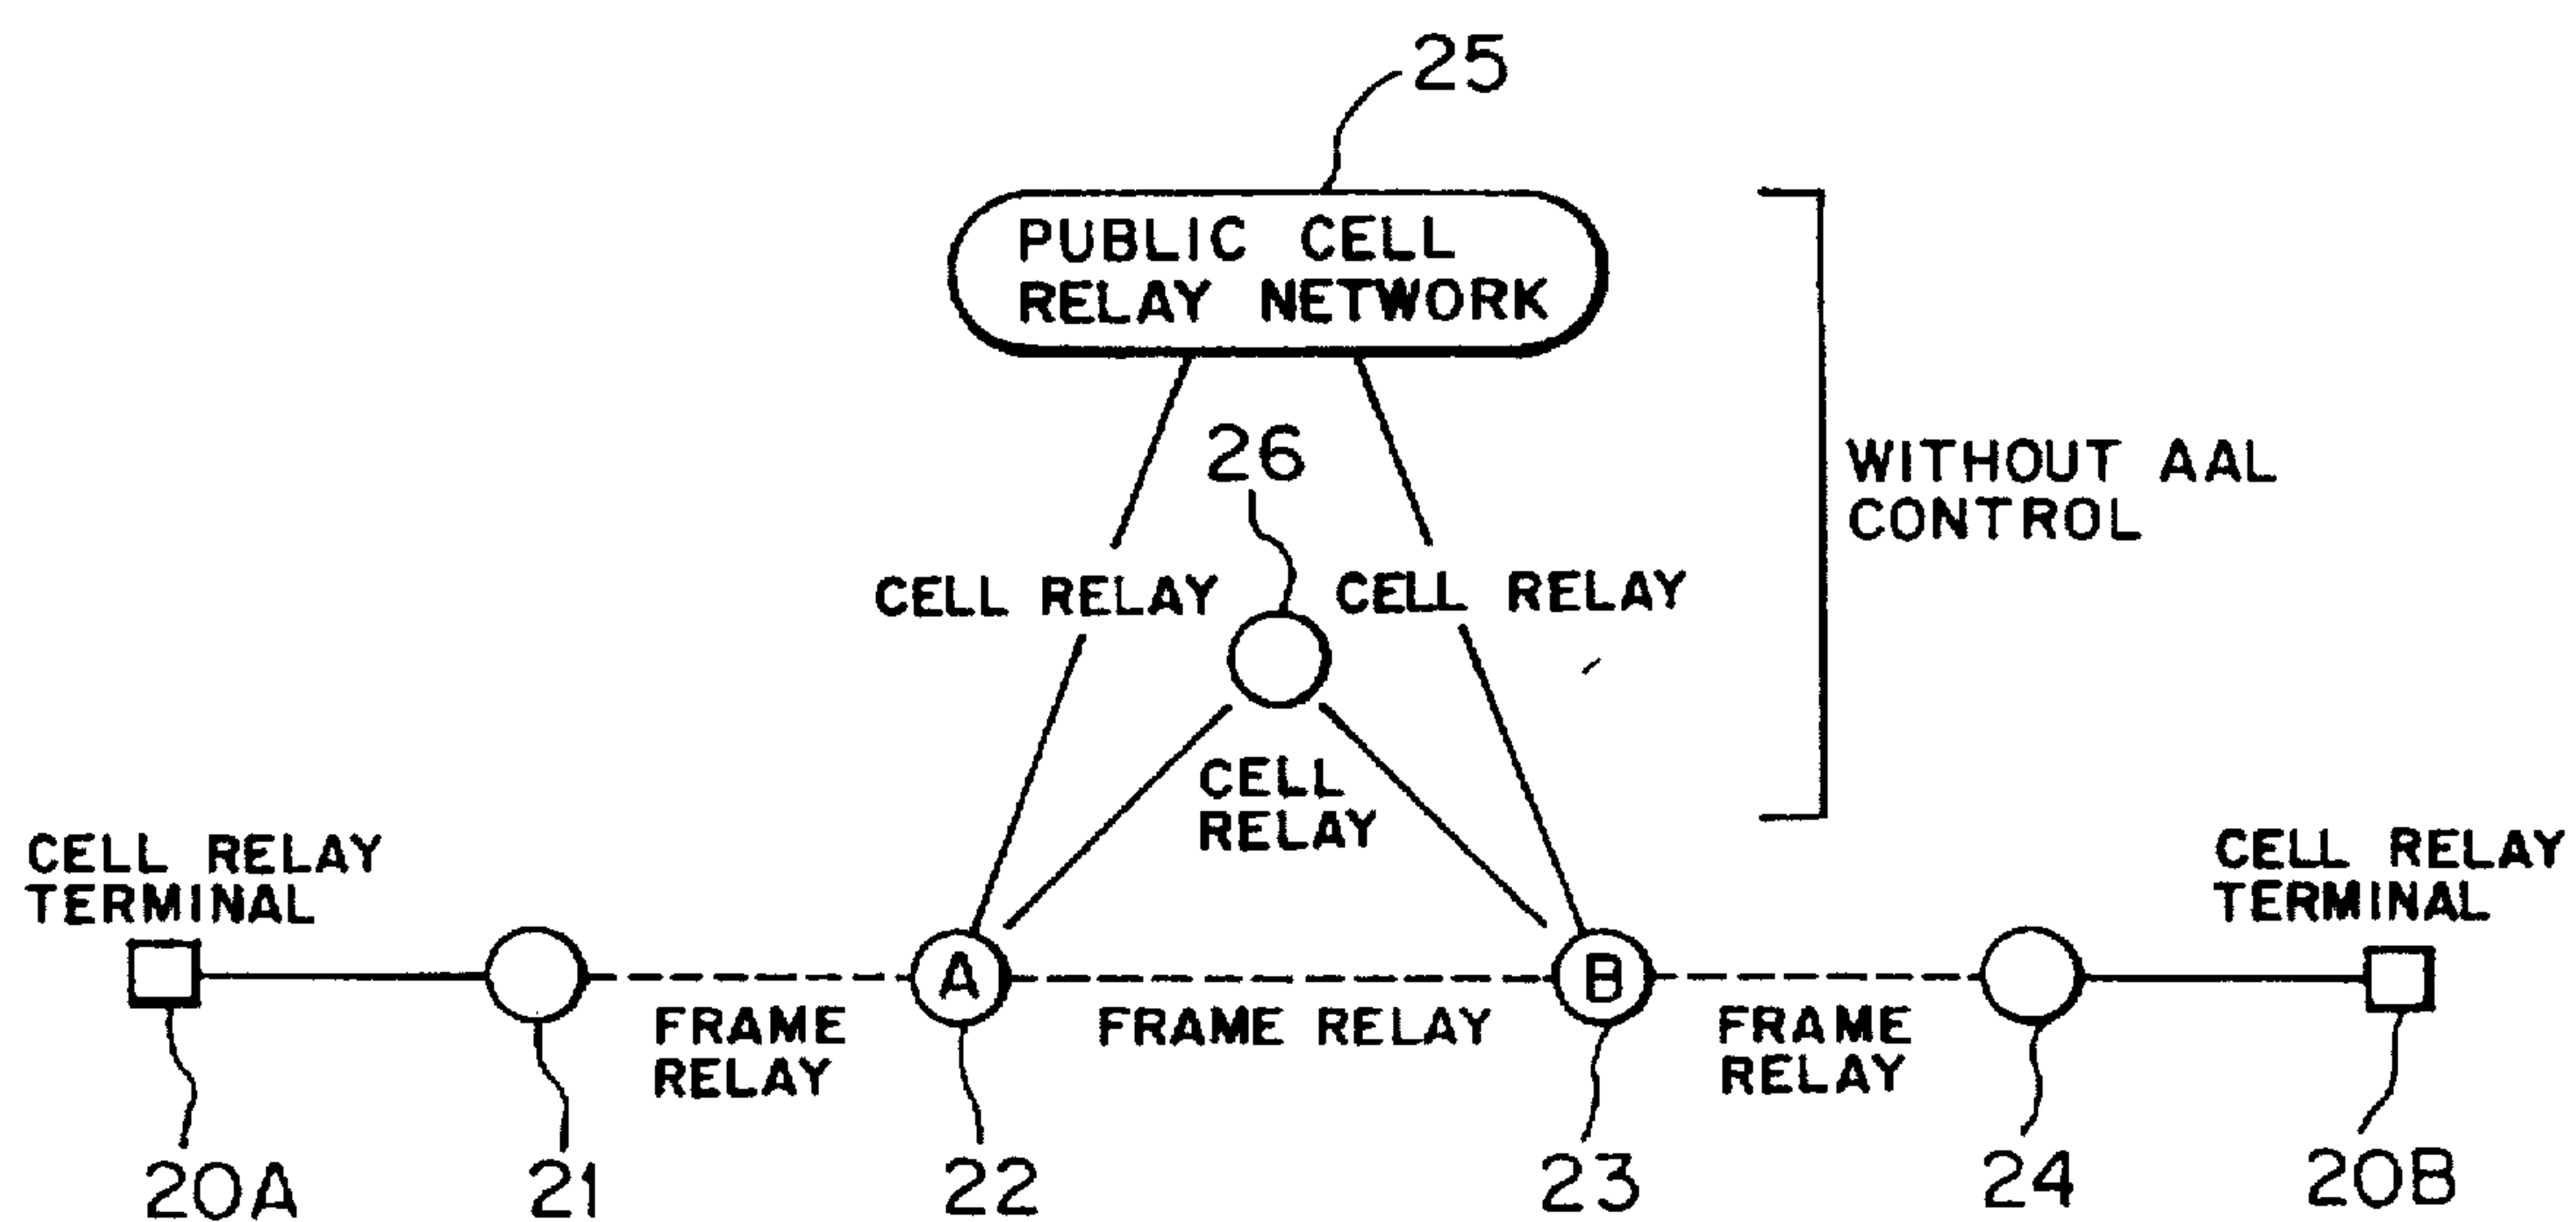 25
PUBLIC CELL
RELAY NETWORK
26
WITHOUT AAL
CONTROL
CELL RELAY
CELL RELAY
CELL
RELAY
CELL RELAY
TERMINAL
CELL RELAY
TERMINAL
A
B
FRAME
RELAY
FRAME RELAY
FRAME
RELAY
20A
21
22
23
24
20B